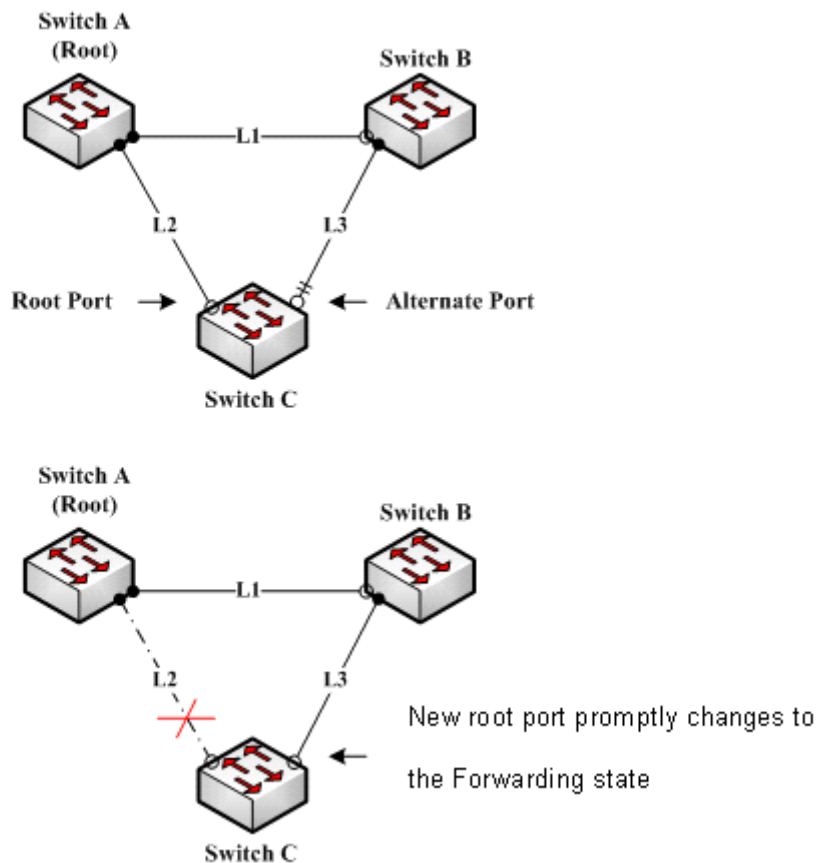 Switch A
(Root)
Switch B
L1
L2
L3
Root Port
Alternate Port
Switch C
Switch A
(Root)
Switch B
L1
L2
L3
New root port promptly changes to
the Forwarding state
Switch C